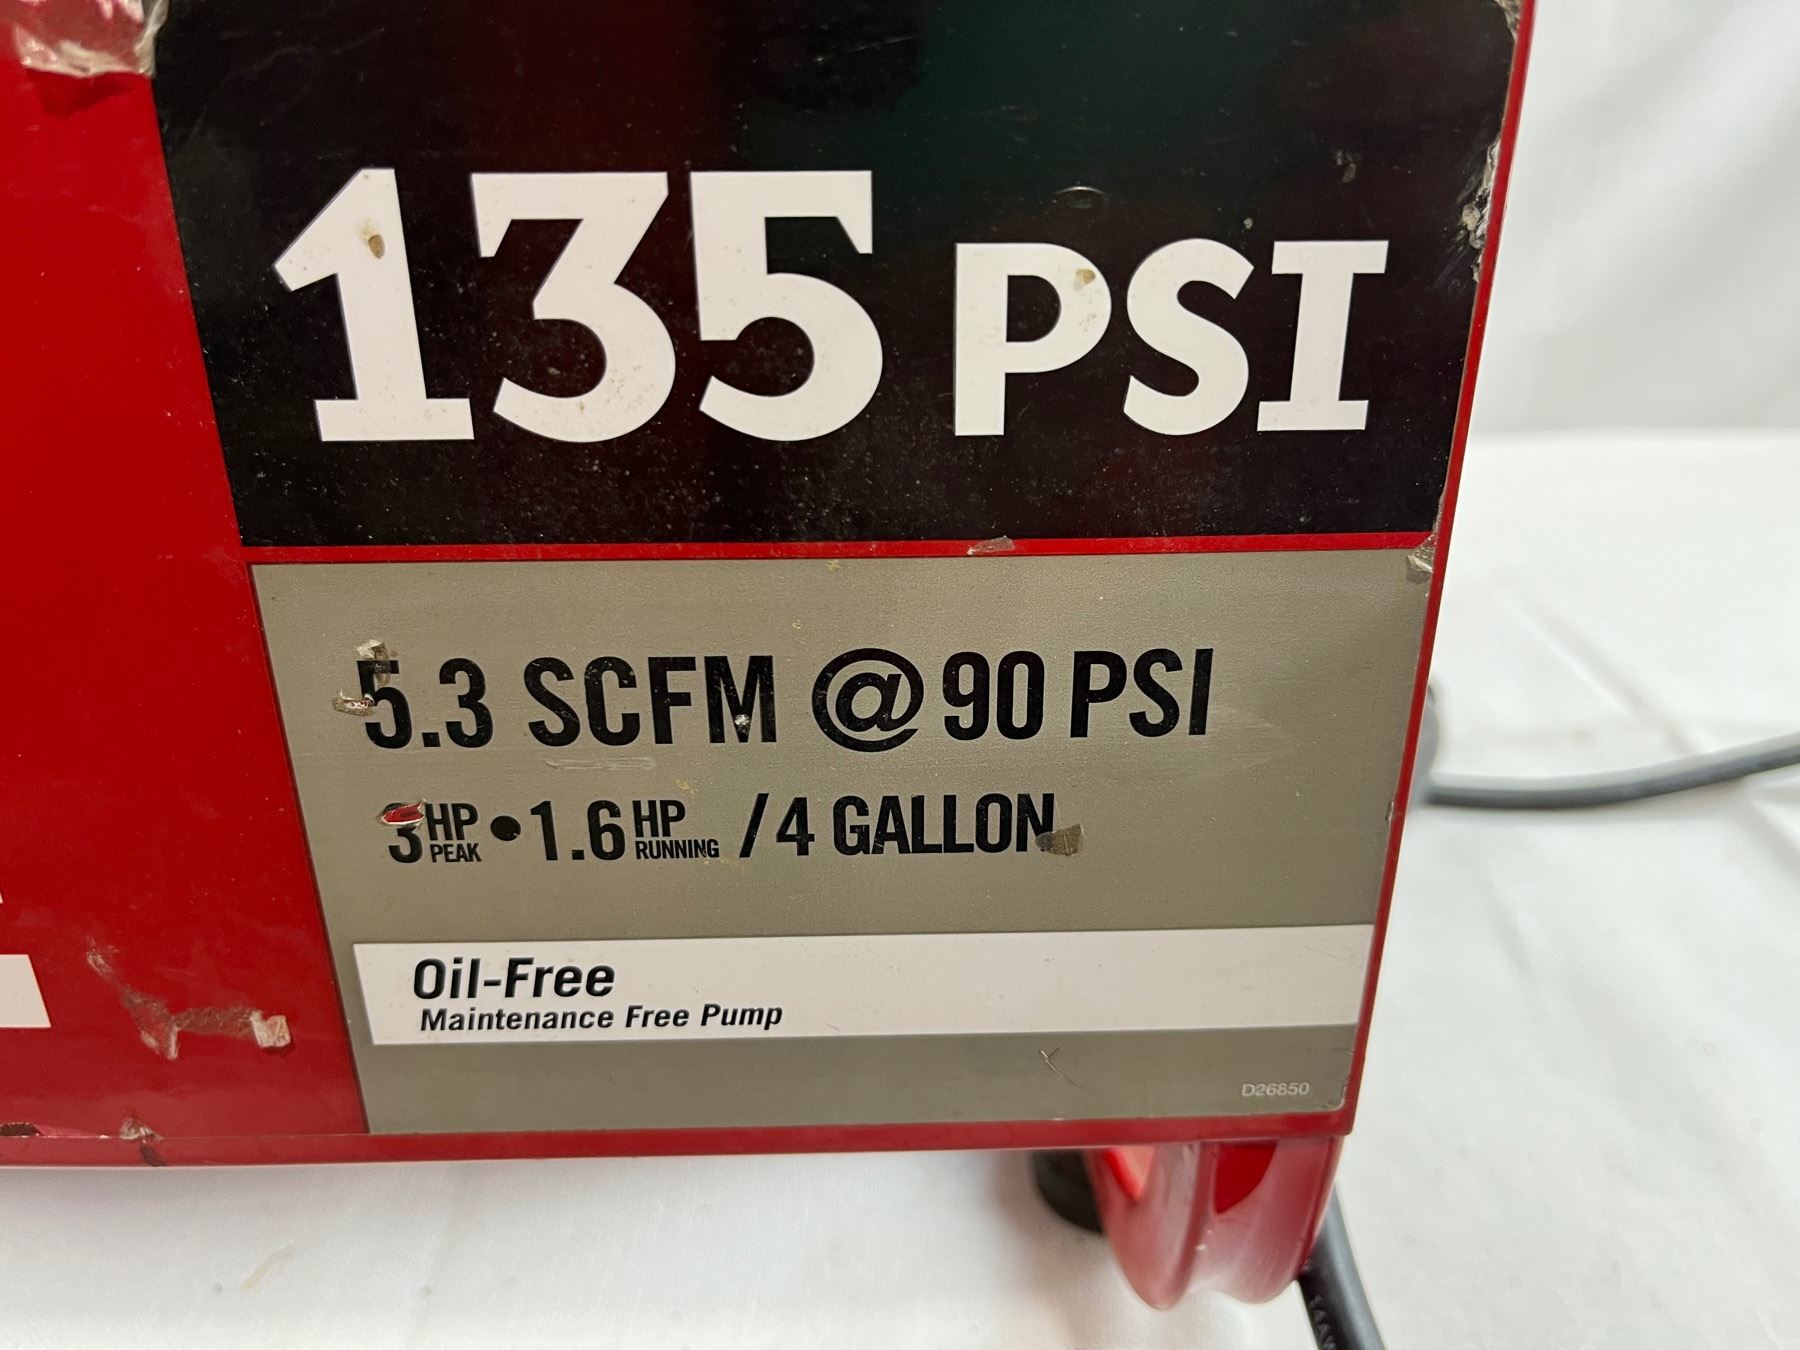 135 PSI
5.3 SCFM @ 90 PSI
3 HP PEAK • 1.6 HP RUNNING / 4 GALLON
Oil-Free
Maintenance Free Pump
D26850